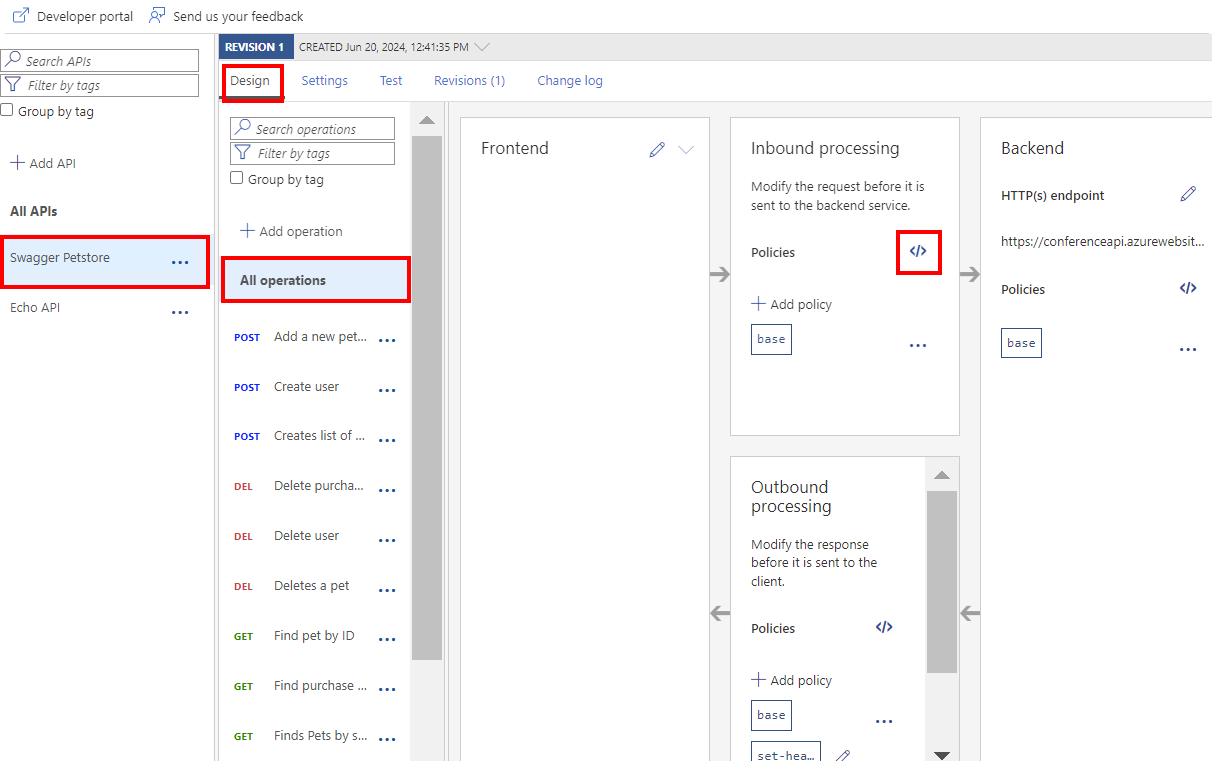 Developer portal
Send us your feedback
Search APIs
Filter by tags
Group by tag
Add API
All APIs
Swagger Petstore
...
Echo API
...
REVISION 1
CREATED Jun 20, 2024, 12:41:35 PM
Design
Settings
Test
Revisions (1)
Change log
Search operations
Filter by tags
Group by tag
Add operation
All operations
POST Add a new pet... ...
POST Create user ...
POST Creates list of ... ...
DEL Delete purcha... ...
DEL Delete user ...
DEL Deletes a pet ...
GET Find pet by ID ...
GET Find purchase ... ...
GET Finds Pets by s... ...
Frontend
Inbound processing
Modify the request before it is
sent to the backend service.
Policies </>
Add policy
base ...
Outbound
processing
Modify the response
before it is sent to the
client.
Policies </>
Add policy
base ...
set-hea...
Backend
HTTP(s) endpoint
https://conferenceapi.azurewebsit...
Policies </>
base ...